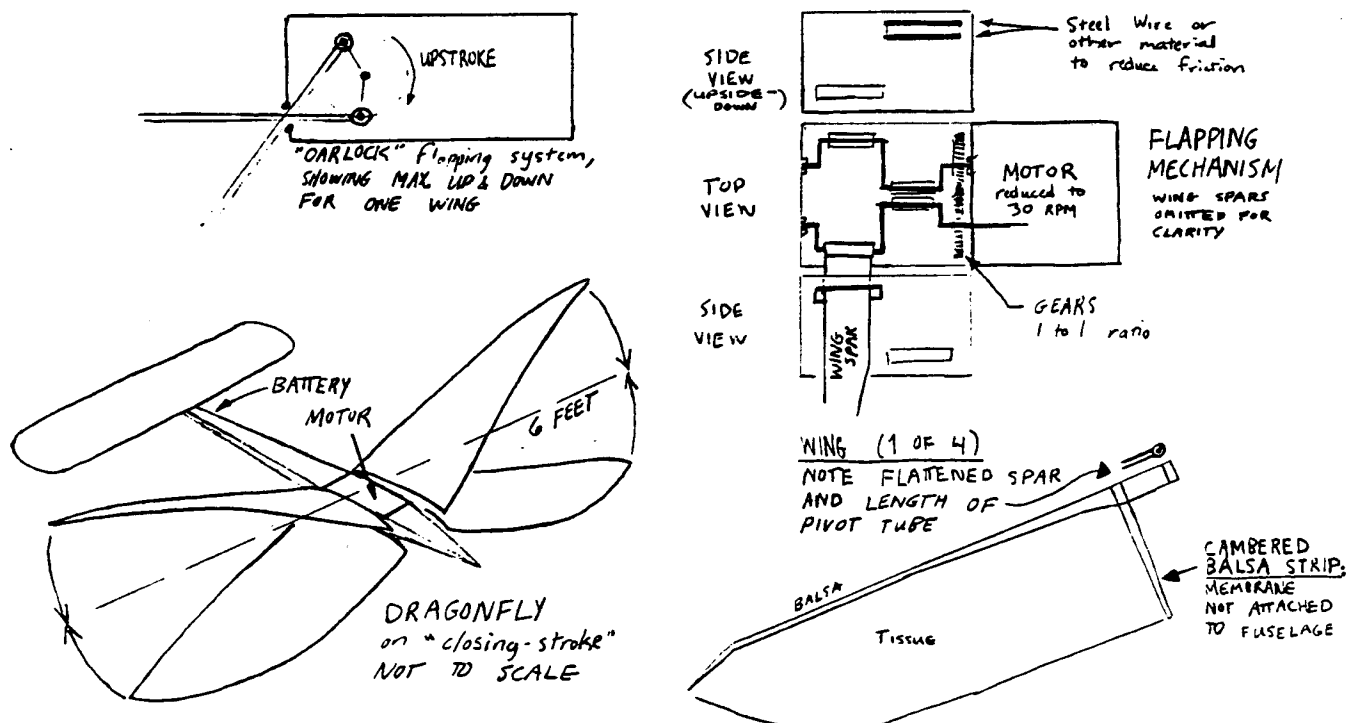 UPSTROKE
"OARLOCK" Flapping system,
SHOWING MAX UP & DOWN
FOR ONE WING
SIDE
VIEW
(UPSIDE-
DOWN
Steel Wire or
other material
to reduce friction
TOP
VIEW
MOTOR
reduced to
30 RPM
FLAPPING
MECHANISM
WING SPARS
OMITTED FOR
CLARITY
SIDE
VIEW
WING
SPAR
GEARS
1 to 1 ratio
BATTERY
MOTOR
6 FEET
DRAGONFLY
on "closing-stroke"
NOT TO SCALE
WING (1 OF 4)
NOTE FLATTENED SPAR
AND LENGTH OF
PIVOT TUBE
BALSA
TISSUE
CAMBERED
BALSA STRIP.
MEMBRANE
NOT ATTACHED
TO FUSELAGE